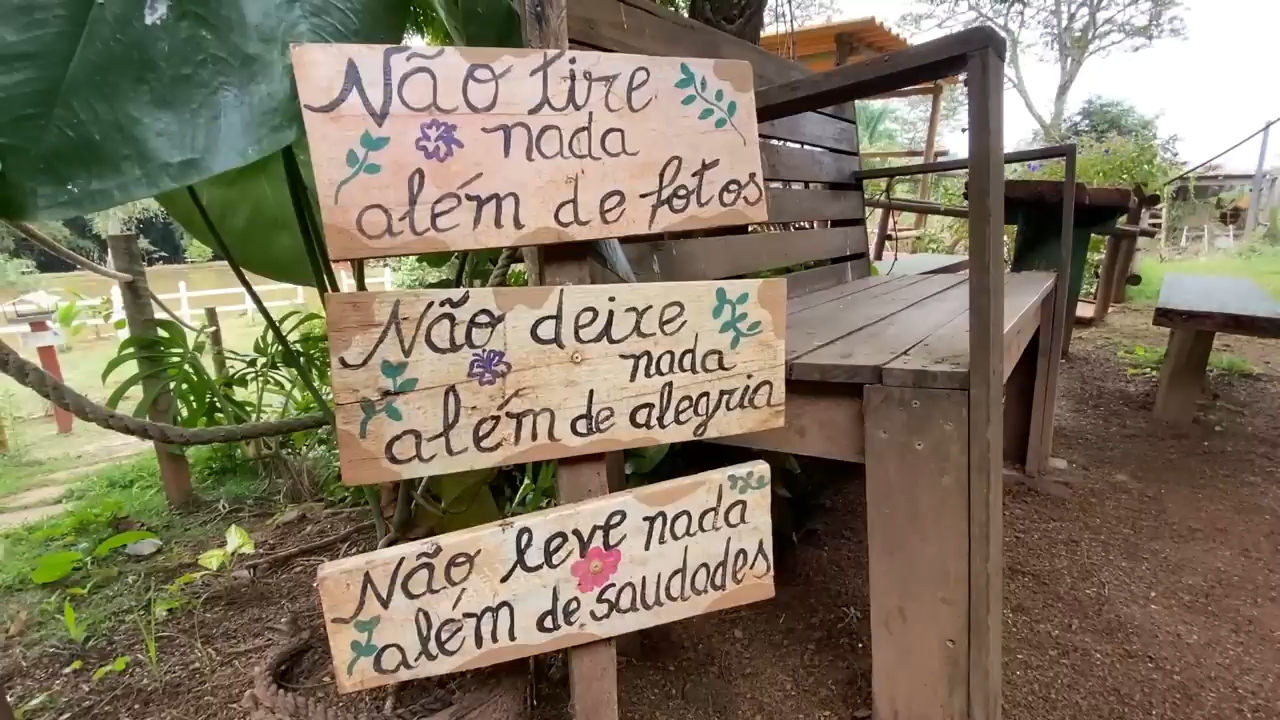 Não tire
nada
além de fotos
Não deixe
nada
além de alegria
Não leve nada
além de saudades